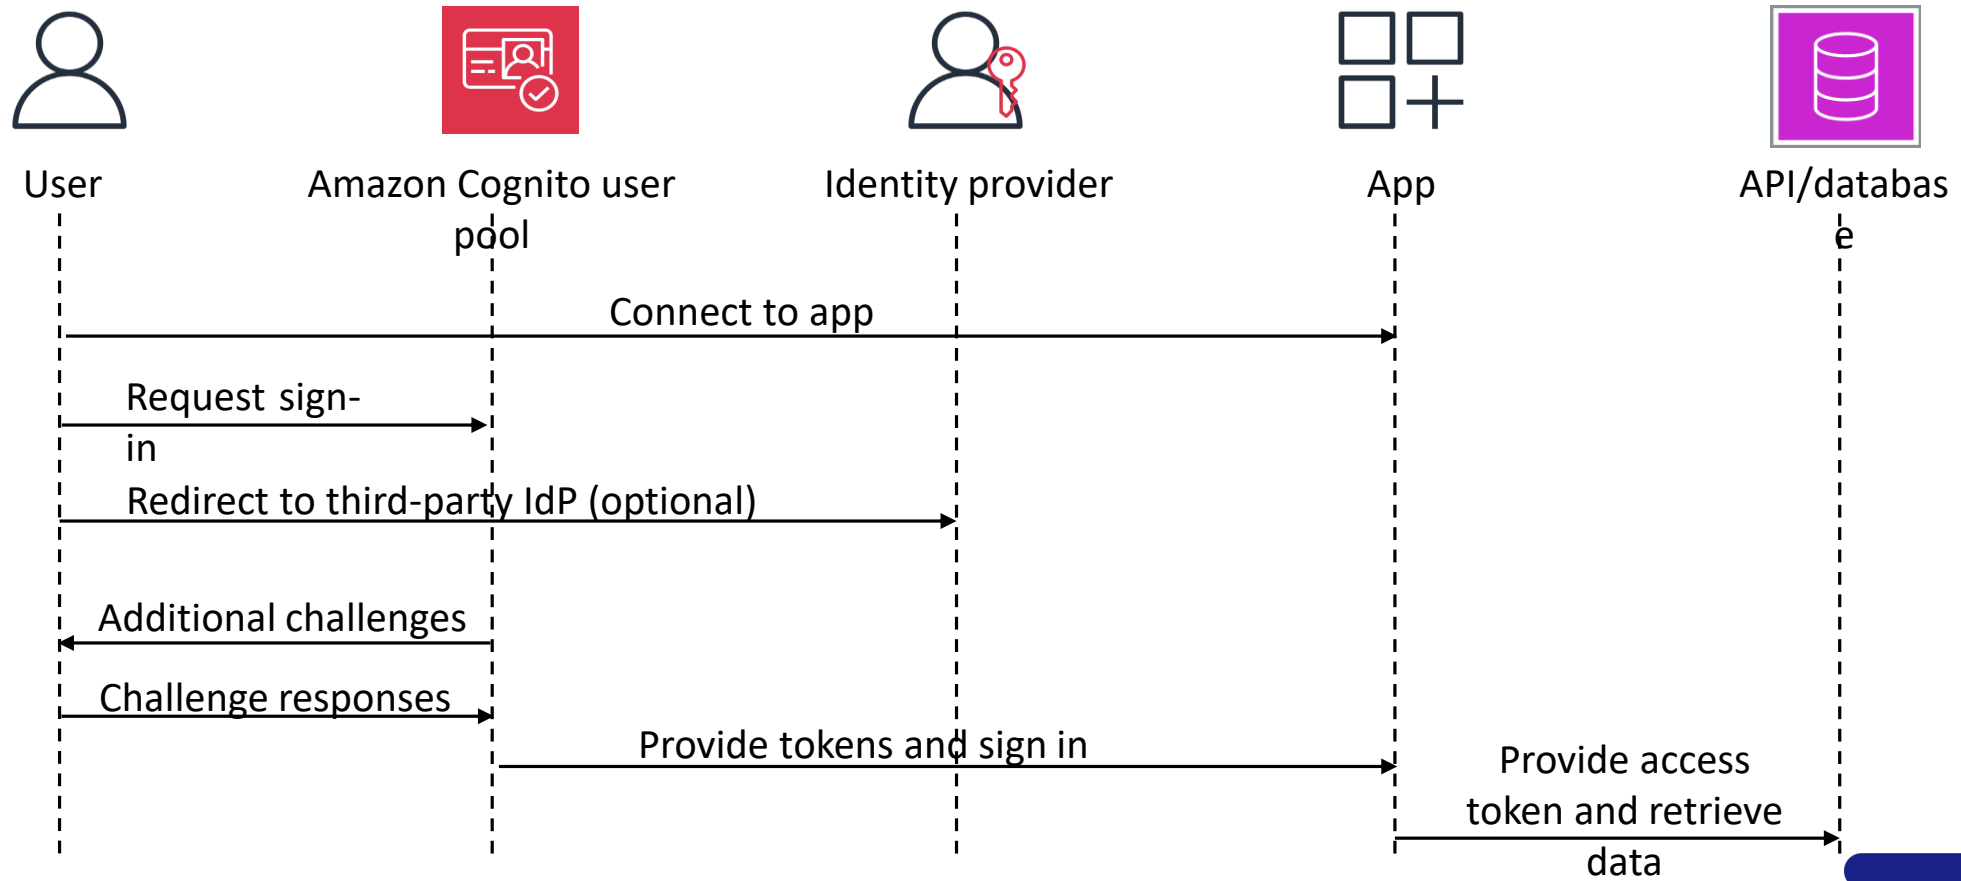 User
Amazon Cognito user
pool
Identity provider
App
API/databas
e
Connect to app
Request sign-
in
Redirect to third-party IdP (optional)
Additional challenges
Challenge responses
Provide tokens and sign in
Provide access
token and retrieve
data